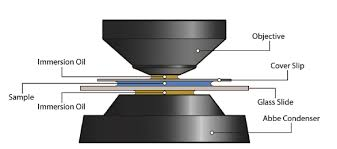 Objective
Immersion Oil
Cover Slip
Sample
Immersion Oil
Glass Slide
Abbe Condenser